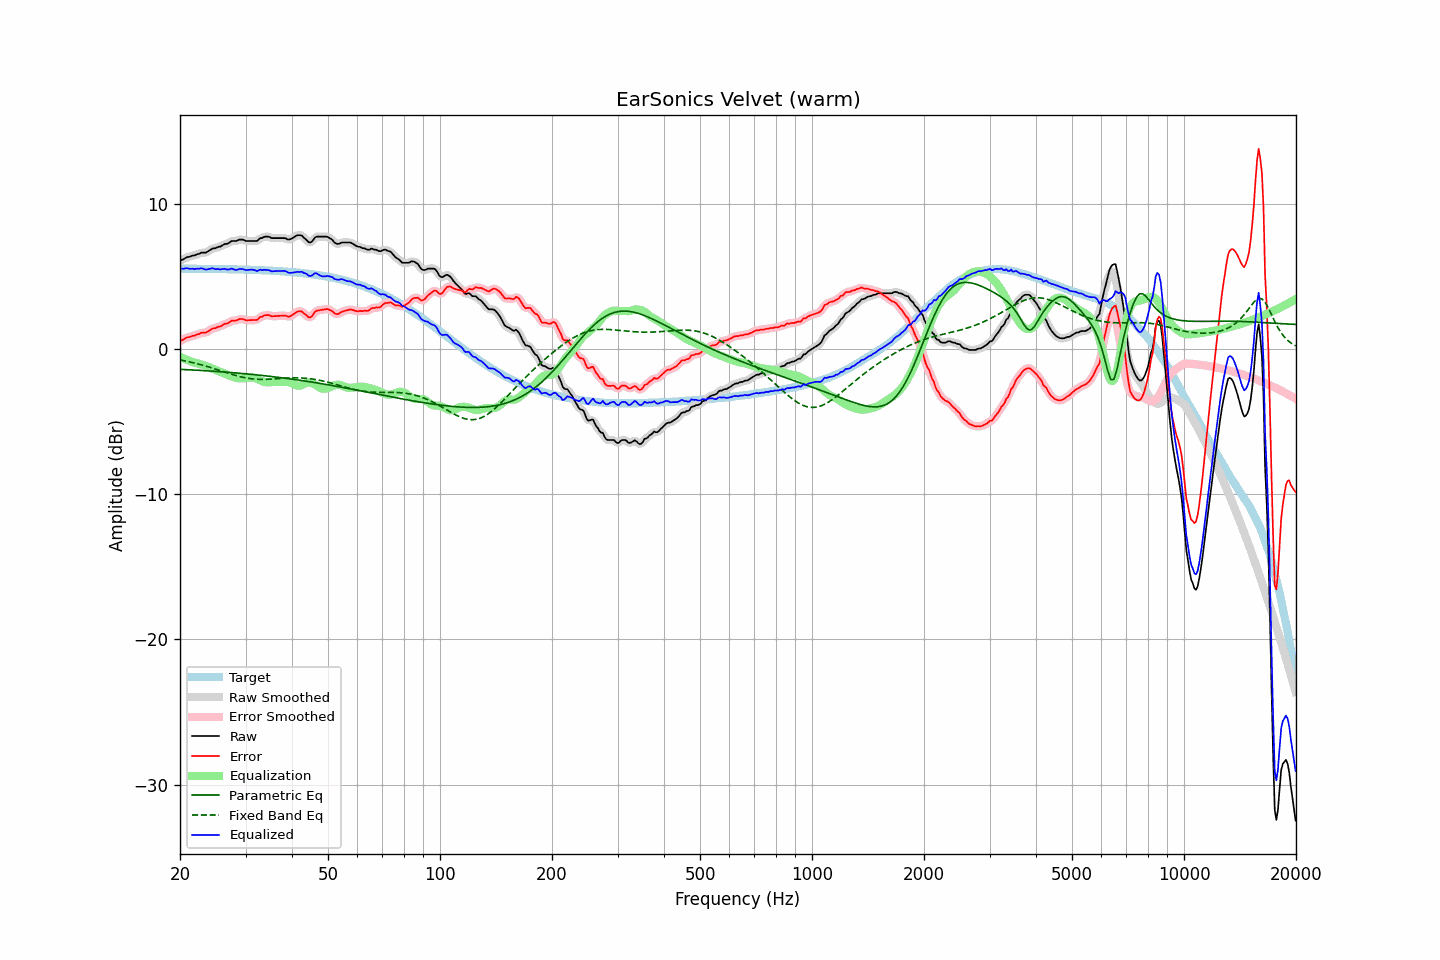 EarSonics Velvet (warm)
Amplitude (dBr)
10
0
−10
−20
−30
Target
Raw Smoothed
Error Smoothed
Raw
Error
Equalization
Parametric Eq
Fixed Band Eq
Equalized
20 50 100 200 500 1000 2000 5000 10000 20000
Frequency (Hz)